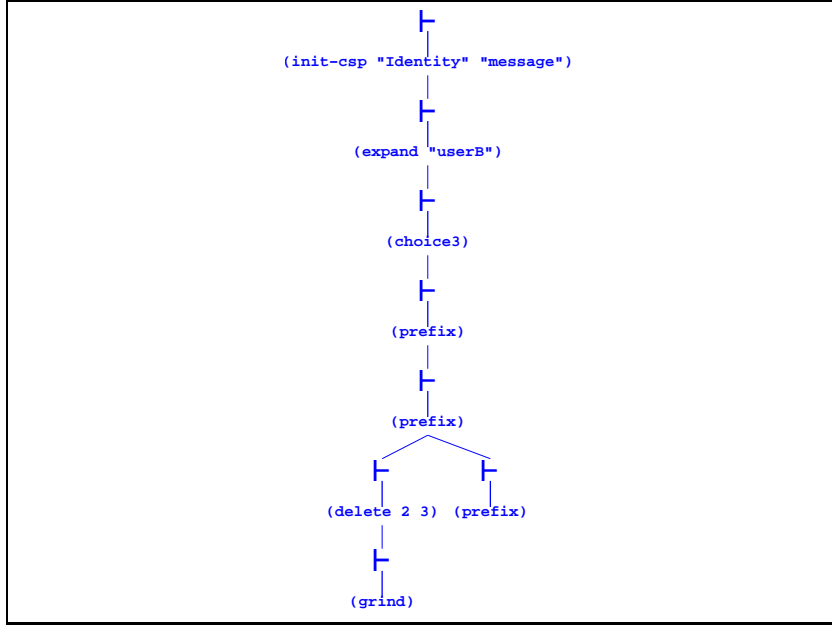 ⊢
(init-csp "Identity" "message")
⊢
(expand "userB")
⊢
(choice3)
⊢
(prefix)
⊢
(prefix)
⊢ ⊢
(delete 2 3) (prefix)
⊢
(grind)